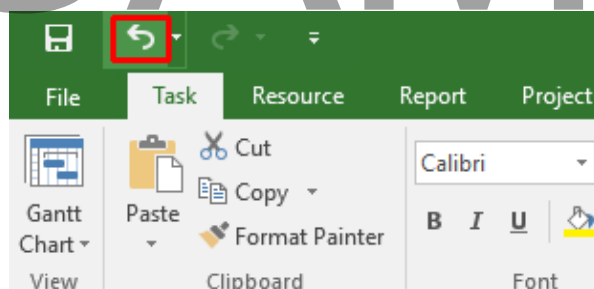 File Task Resource Report Project
Cut
Calibri
Copy
Gantt Chart
Paste
Format Painter
B I U
View Clipboard Font